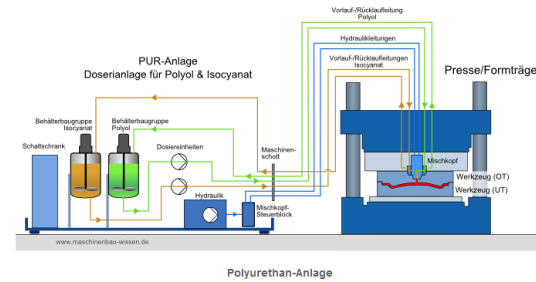 Vorlauf-/Rücklaufleitung
Polyol
Hydraulikleitungen
Vorlauf-/Rücklaufleitungen
Isocyanat
PUR-Anlage
Dosieranlage für Polyol & Isocyanat
Presse/Formträge
Behälterbaugruppe
Isocyanat
Behälterbaugruppe
Polyol
Schaltschrank
Dosiereinheiten
Maschinen-
schott
Mischkopf
Werkzeug (OT)
Werkzeug (UT)
Hydraulik
Mischkopf-
Steuerblock
www.maschinenbau-wissen.de
Polyurethan-Anlage